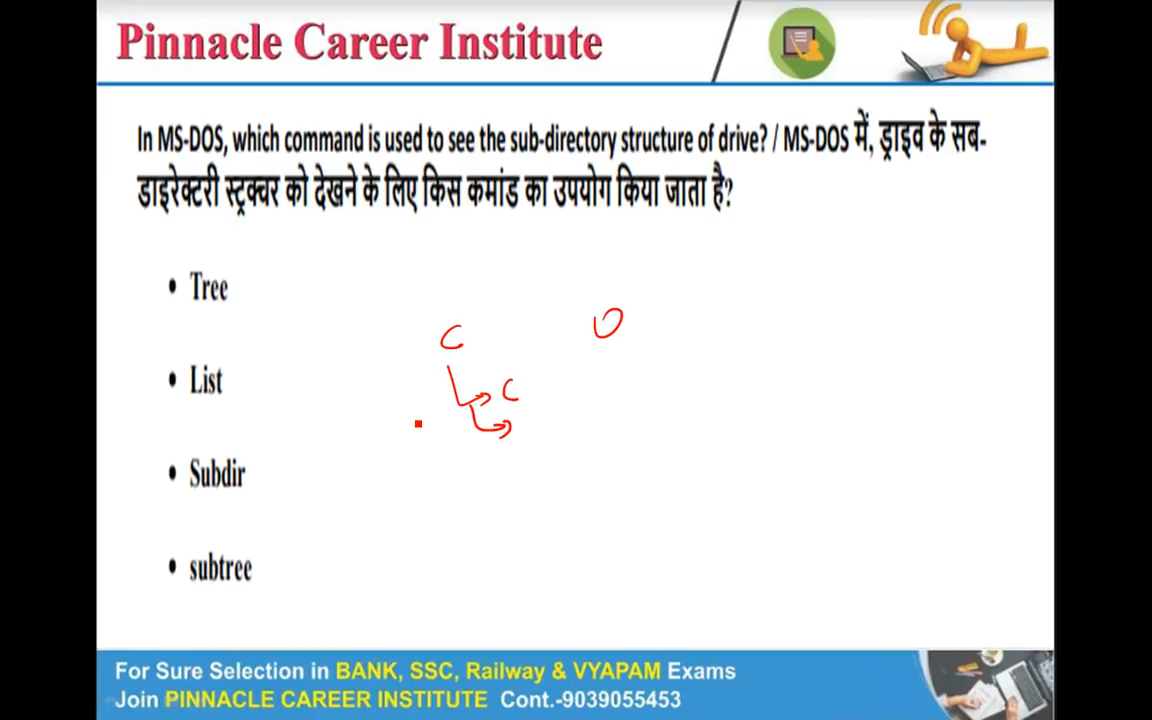 Pinnacle Career Institute
In MS-DOS, which command is used to see the sub-directory structure of drive? / MS-DOS में, ड्राइव के सब-
डाइरेक्टरी स्ट्रक्चर को देखने के लिए किस कमांड का उपयोग किया जाता है?
• Tree
C
D
• List
C
• Subdir
• subtree
For Sure Selection in BANK, SSC, Railway & VYAPAM Exams
Join PINNACLE CAREER INSTITUTE Cont.-9039055453